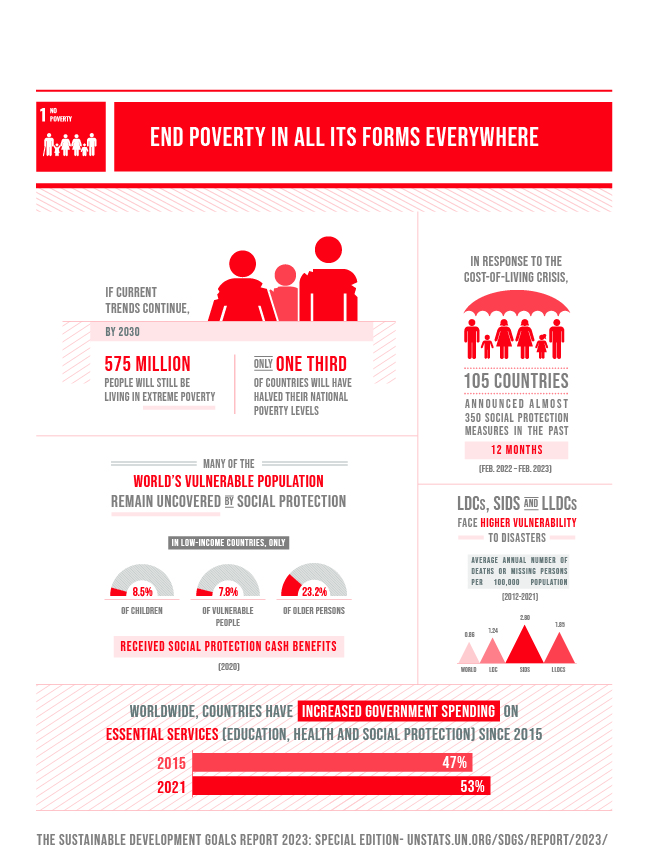 1 NO
POVERTY
END POVERTY IN ALL ITS FORMS EVERYWHERE
IF CURRENT
TRENDS CONTINUE,
BY 2030
575 MILLION
PEOPLE WILL STILL BE
LIVING IN EXTREME POVERTY
ONLY ONE THIRD
OF COUNTRIES WILL HAVE
HALVED THEIR NATIONAL
POVERTY LEVELS
IN RESPONSE TO THE
COST-OF-LIVING CRISIS,
105 COUNTRIES
ANNOUNCED ALMOST
350 SOCIAL PROTECTION
MEASURES IN THE PAST
12 MONTHS
(FEB. 2022 – FEB. 2023)
MANY OF THE
WORLD'S VULNERABLE POPULATION
REMAIN UNCOVERED BY SOCIAL PROTECTION
IN LOW-INCOME COUNTRIES, ONLY
8.5% 7.8% 23.2%
OF CHILDREN OF VULNERABLE OF OLDER PERSONS
PEOPLE
RECEIVED SOCIAL PROTECTION CASH BENEFITS
(2020)
LDCs, SIDS AND LLDCs
FACE HIGHER VULNERABILITY
TO DISASTERS
AVERAGE ANNUAL NUMBER OF
DEATHS OR MISSING PERSONS
PER 100,000 POPULATION
(2012-2021)
0.86 1.24 2.80 1.85
WORLD LDC SIDS LLDCS
WORLDWIDE, COUNTRIES HAVE INCREASED GOVERNMENT SPENDING ON
ESSENTIAL SERVICES (EDUCATION, HEALTH AND SOCIAL PROTECTION) SINCE 2015
2015 47%
2021 53%
THE SUSTAINABLE DEVELOPMENT GOALS REPORT 2023: SPECIAL EDITION- UNSTATS.UN.ORG/SDGS/REPORT/2023/